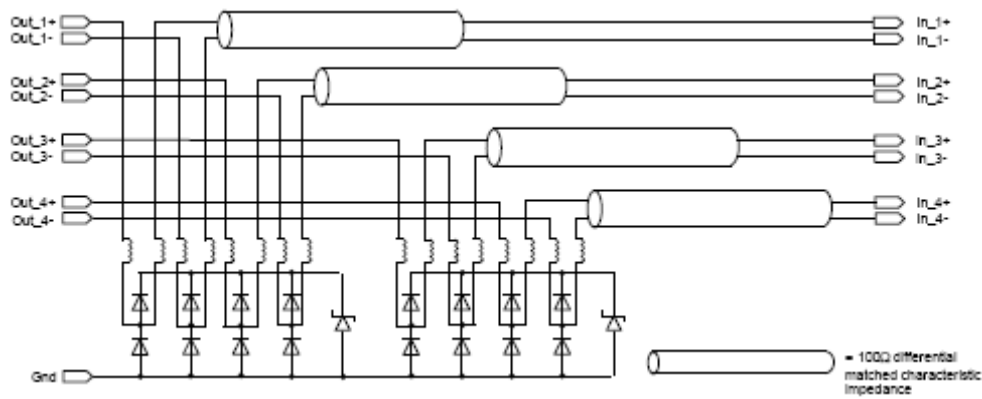 Out_1+ In_1+
Out_1- In_1-
Out_2+ In_2+
Out_2- In_2-
Out_3+ In_3+
Out_3- In_3-
Out_4+ In_4+
Out_4- In_4-
Gnd
= 100Ω differential
matched characteristic
impedance